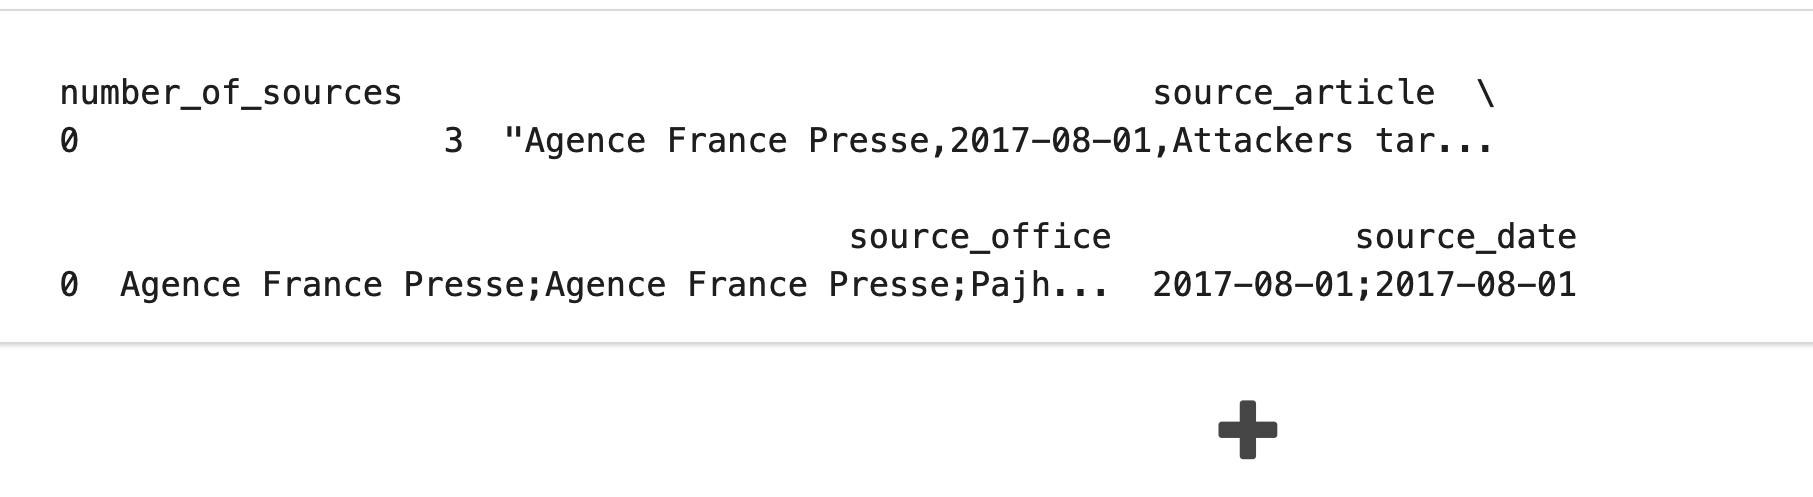 number_of_sources source_article \
0 3 "Agence France Presse,2017-08-01,Attackers tar...
source_office source_date
0 Agence France Presse;Agence France Presse;Pajh... 2017-08-01;2017-08-01